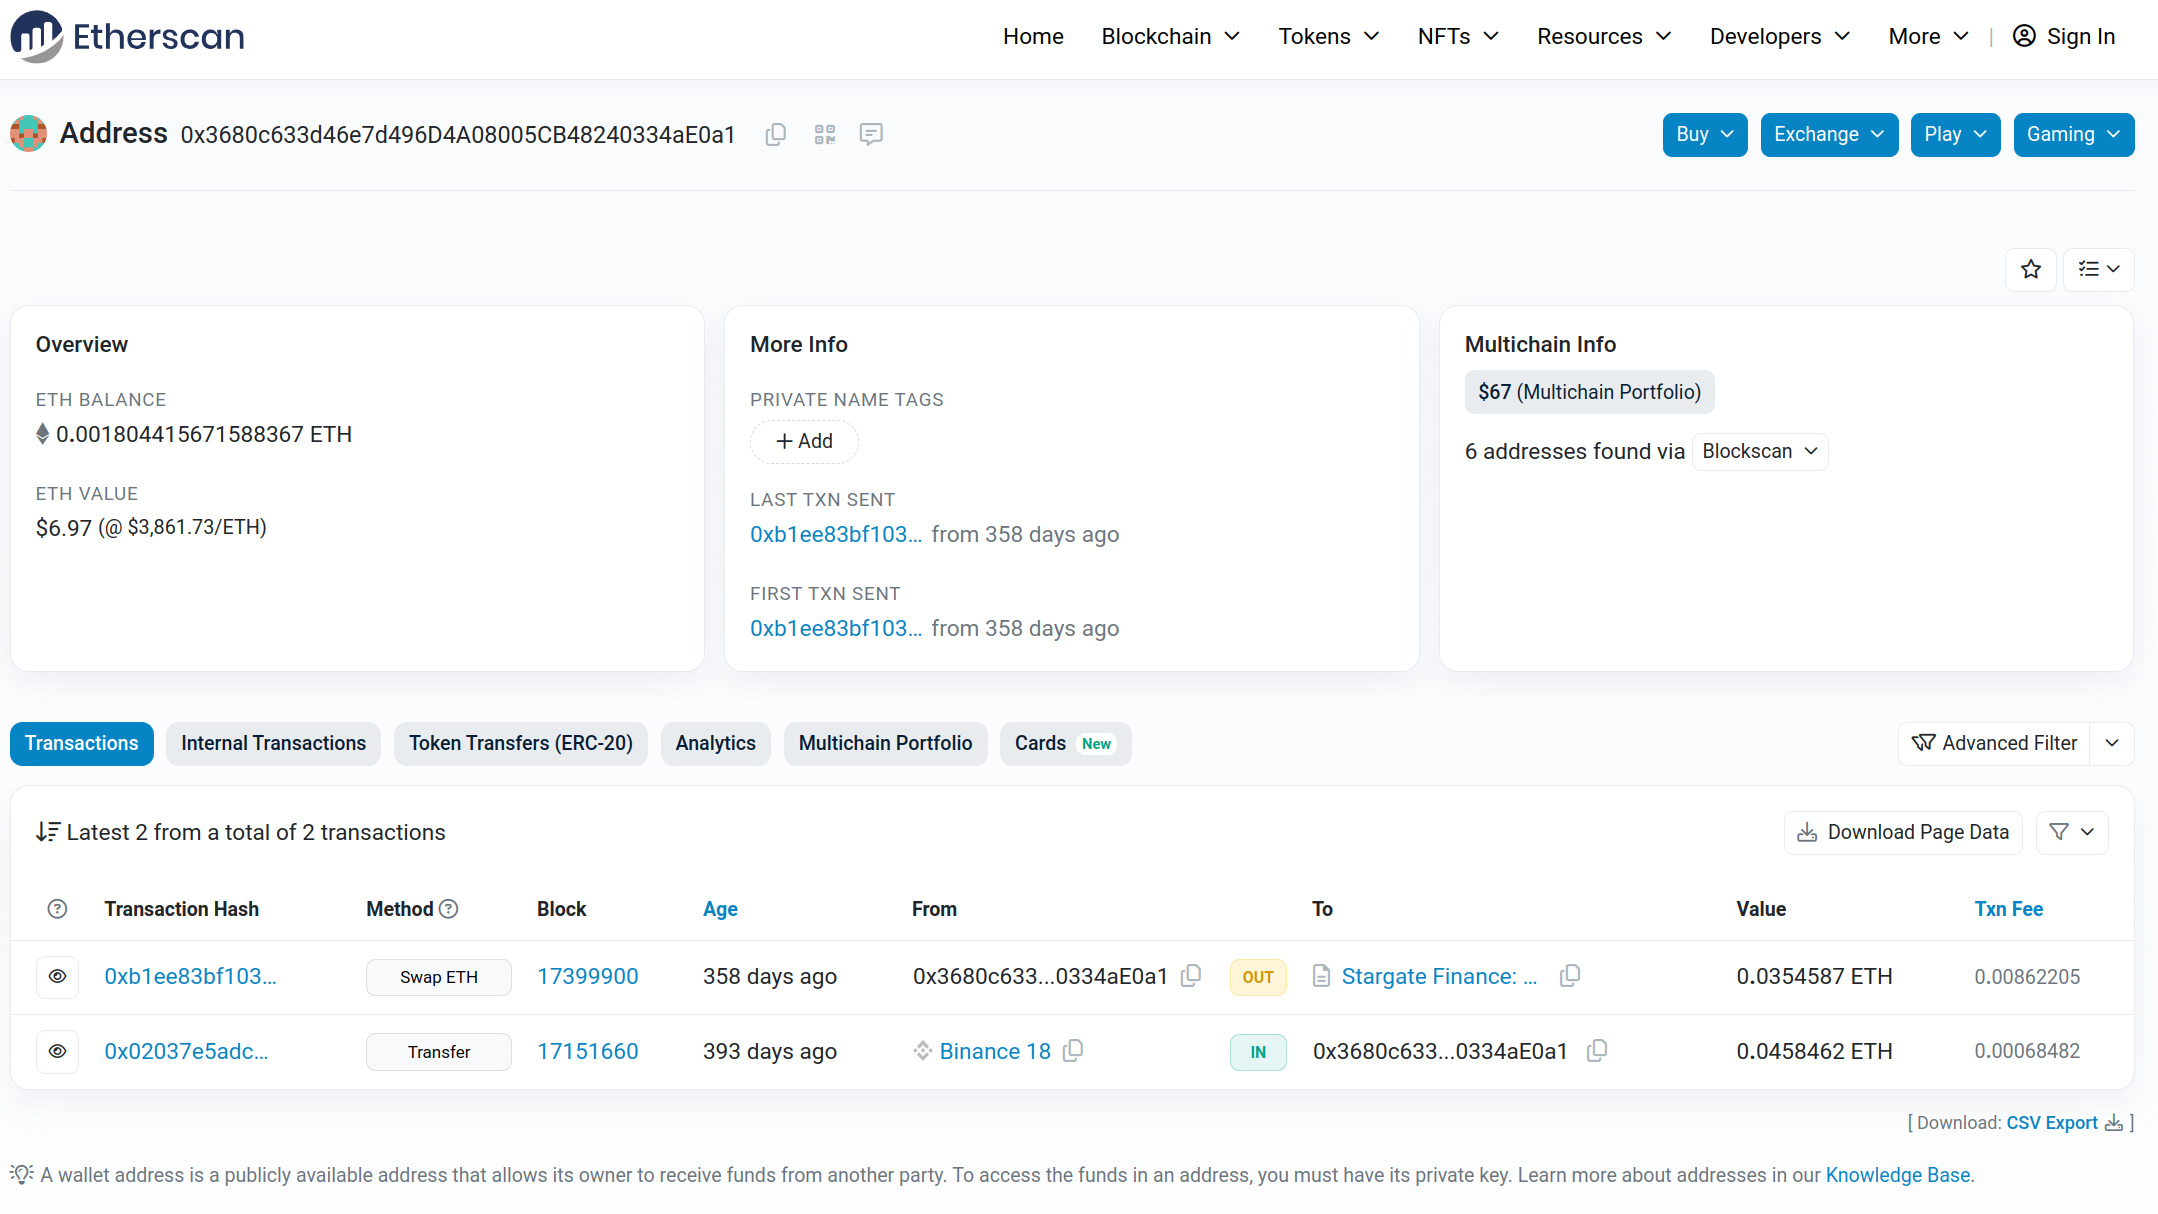 Etherscan
Home Blockchain Tokens NFTs Resources Developers More | Sign In
Address 0x3680c633d46e7d496D4A08005CB48240334aE0a1
Buy Exchange Play Gaming
Overview
ETH BALANCE
0.001804415671588367 ETH
ETH VALUE
$6.97 (@ $3,861.73/ETH)
More Info
PRIVATE NAME TAGS
+ Add
LAST TXN SENT
0xb1ee83bf103... from 358 days ago
FIRST TXN SENT
0xb1ee83bf103... from 358 days ago
Multichain Info
$67 (Multichain Portfolio)
6 addresses found via Blockscan
Transactions Internal Transactions Token Transfers (ERC-20) Analytics Multichain Portfolio Cards New
Advanced Filter
Latest 2 from a total of 2 transactions
Download Page Data
Transaction Hash Method Block Age From To Value Txn Fee
0xb1ee83bf103... Swap ETH 17399900 358 days ago 0x3680c633...0334aE0a1 OUT Stargate Finance: ... 0.0354587 ETH 0.00862205
0x02037e5adc... Transfer 17151660 393 days ago Binance 18 IN 0x3680c633...0334aE0a1 0.0458462 ETH 0.00068482
[ Download: CSV Export ]
A wallet address is a publicly available address that allows its owner to receive funds from another party. To access the funds in an address, you must have its private key. Learn more about addresses in our Knowledge Base.